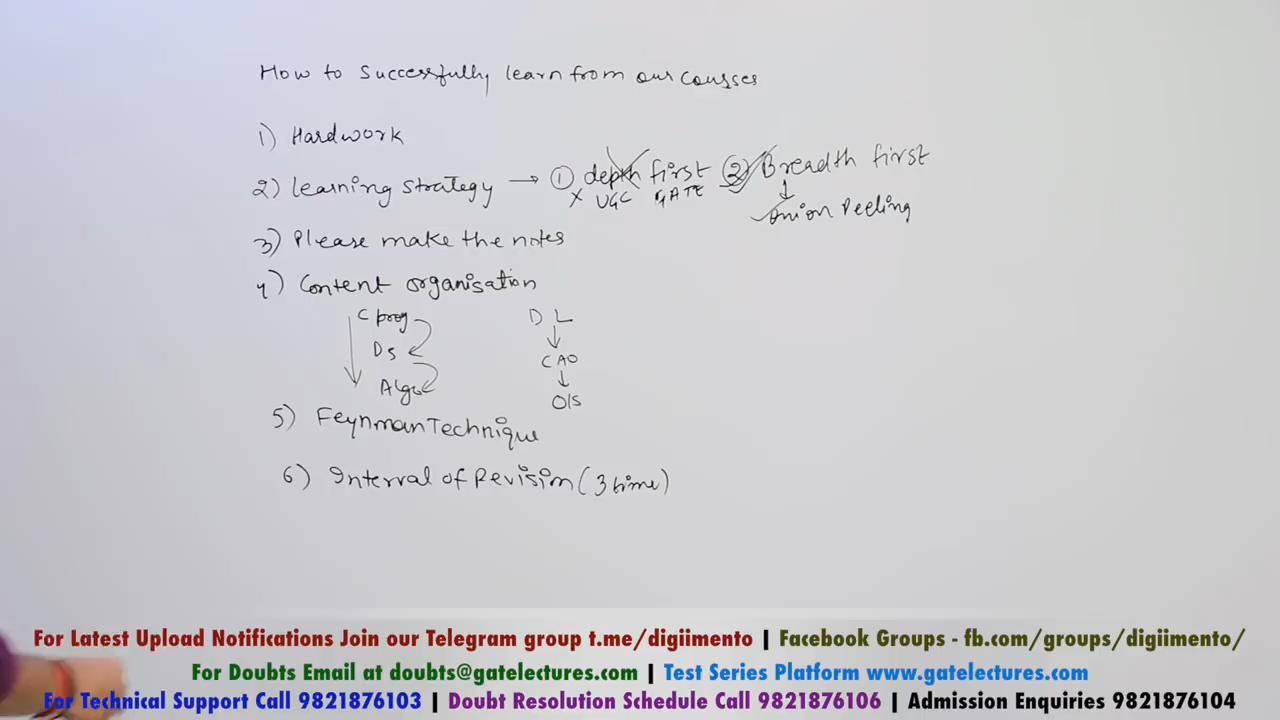 How to Successfully learn from our courses
1) Hardwork
2) learning strategy → ① depth first ② Breadth first
x UGC GATE
↓
Onion Peeling
3) Please make the notes
4) Content organisation
C prog
DS
Algo
D L
↓
CAO
↓
O/S
5) Feynman Technique
6) Interval of Revision (3 time)
For Latest Upload Notifications Join our Telegram group t.me/digiimento | Facebook Groups - fb.com/groups/digiimento/
For Doubts Email at doubts@gatelectures.com | Test Series Platform www.gatelectures.com
For Technical Support Call 9821876103 | Doubt Resolution Schedule Call 9821876106 | Admission Enquiries 9821876104